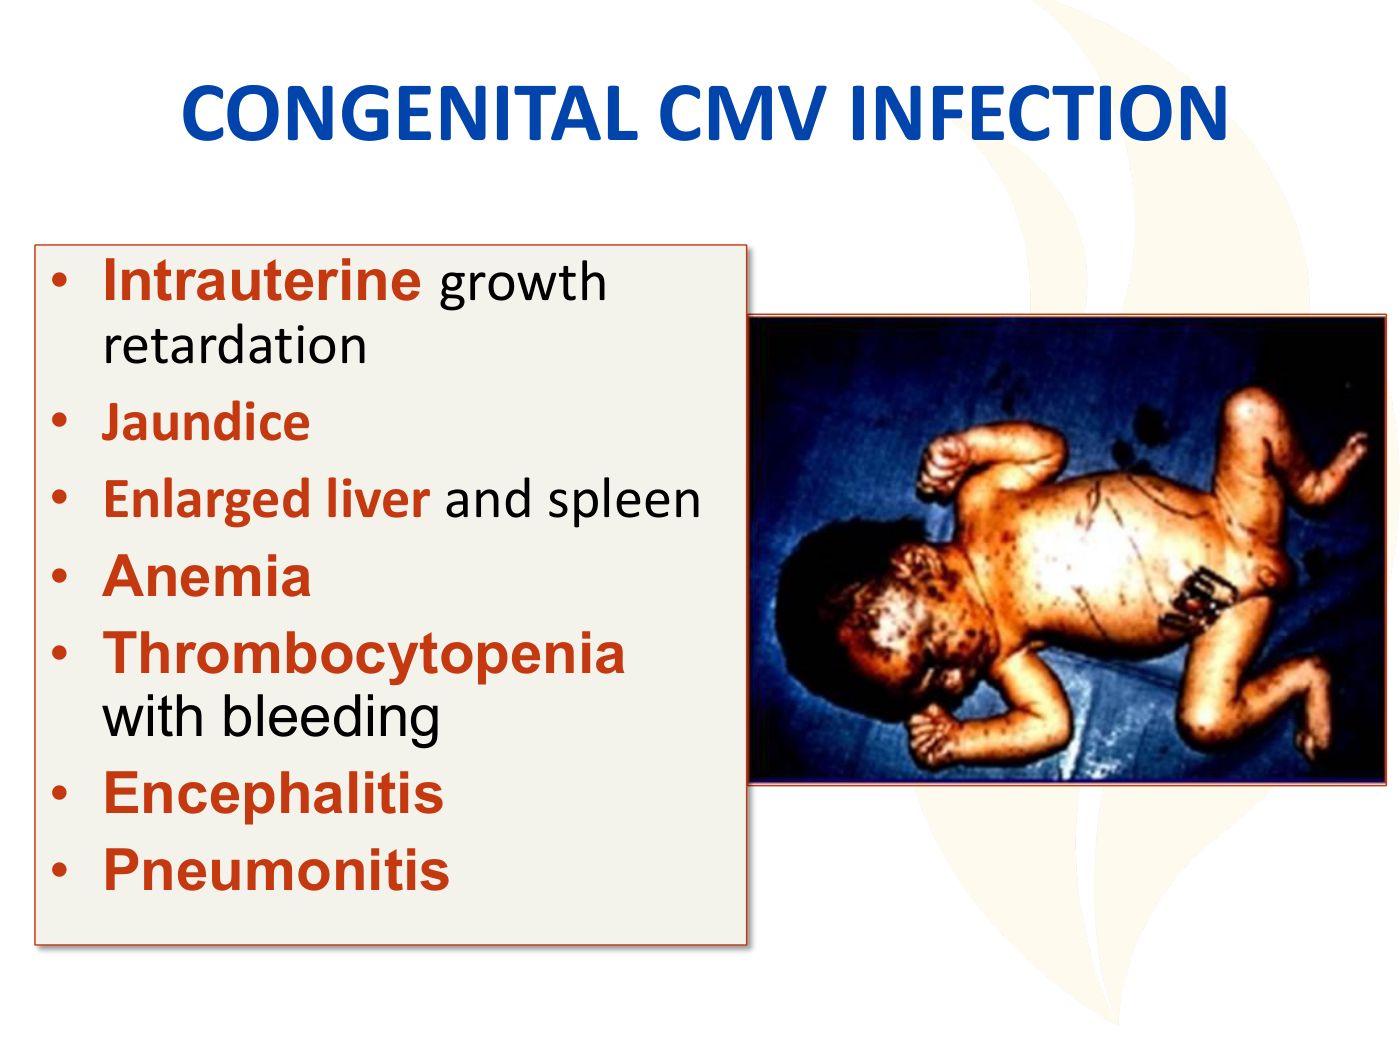 CONGENITAL CMV INFECTION
• Intrauterine growth
retardation
• Jaundice
• Enlarged liver and spleen
• Anemia
• Thrombocytopenia
with bleeding
• Encephalitis
• Pneumonitis